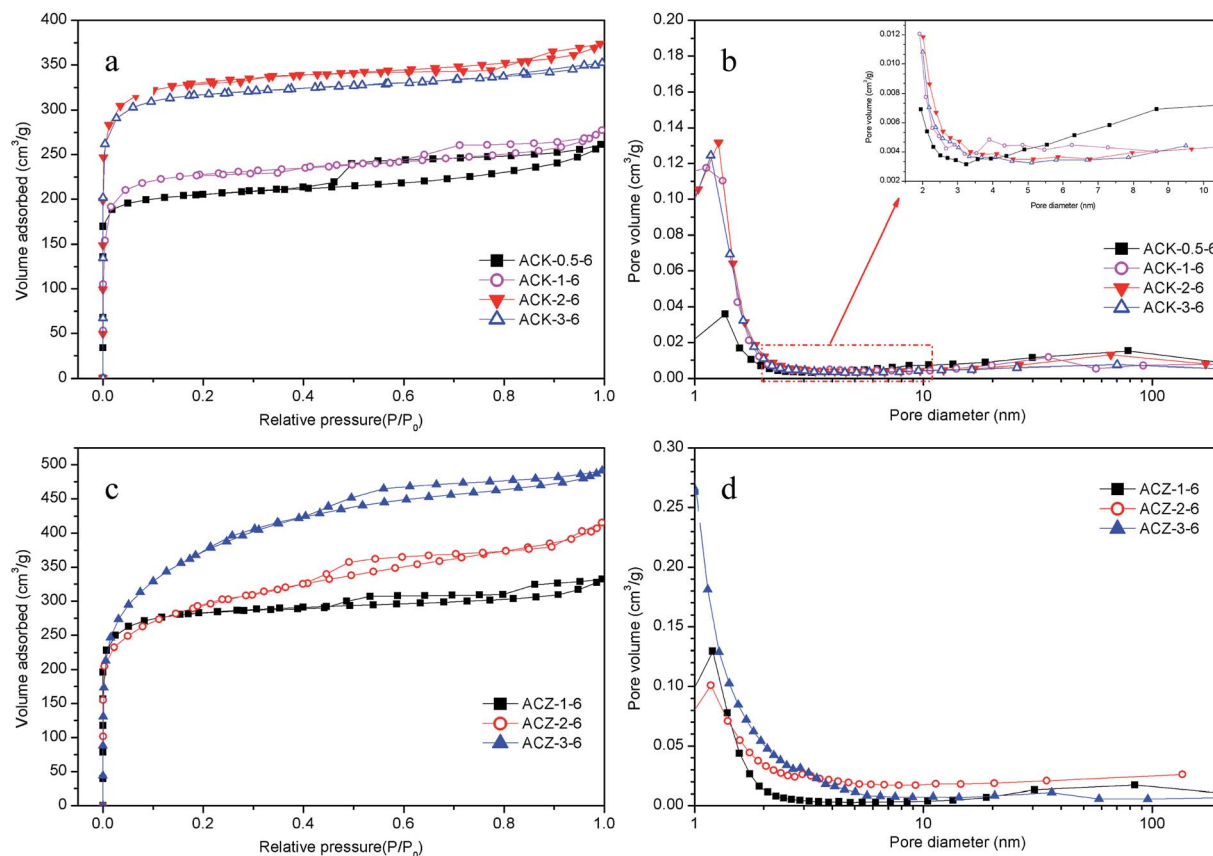 a
400
350
300
250
200
150
100
50
0
Volume adsorbed (cm³/g)
ACK-0.5-6
ACK-1-6
ACK-2-6
ACK-3-6
0.0 0.2 0.4 0.6 0.8 1.0
Relative pressure(P/P₀)
b
0.20
0.18
0.16
0.14
0.12
0.10
0.08
0.06
0.04
0.02
0.00
Pore volume (cm³/g)
0.012
0.010
0.008
0.006
0.004
0.002
Pore volume (cm³/g)
2 3 4 5 6 7 8 9 10
Pore diameter (nm)
ACK-0.5-6
ACK-1-6
ACK-2-6
ACK-3-6
1 10 100
Pore diameter (nm)
c
500
450
400
350
300
250
200
150
100
50
0
Volume adsorbed (cm³/g)
ACZ-1-6
ACZ-2-6
ACZ-3-6
0.0 0.2 0.4 0.6 0.8 1.0
Relative pressure(P/P₀)
d
0.30
0.25
0.20
0.15
0.10
0.05
0.00
Pore volume (cm³/g)
ACZ-1-6
ACZ-2-6
ACZ-3-6
1 10 100
Pore diameter (nm)